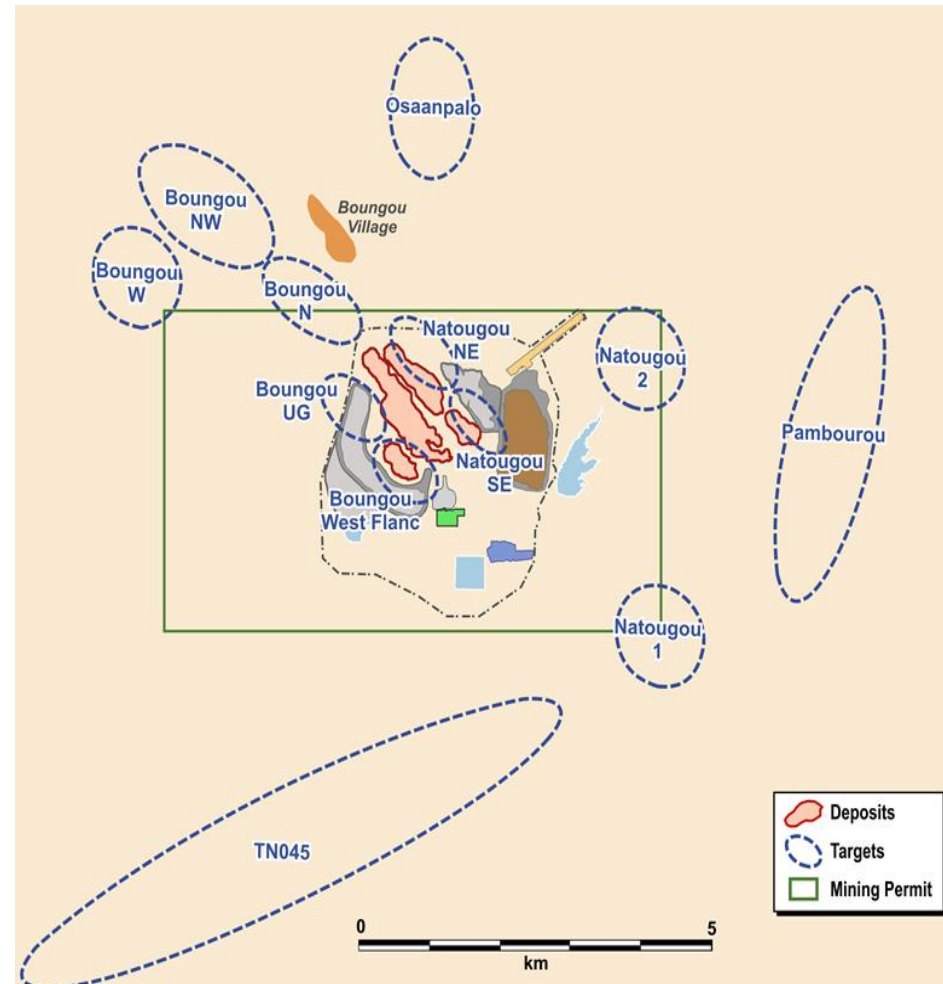 Osaanpalo
Boungou
NW
Boungou
Village
Boungou
W
Boungou
N
Natougou
NE
Natougou
2
Boungou
UG
Pambourou
Natougou
SE
Boungou
West Flanc
Natougou
1
TN045
Deposits
Targets
Mining Permit
0 5
km